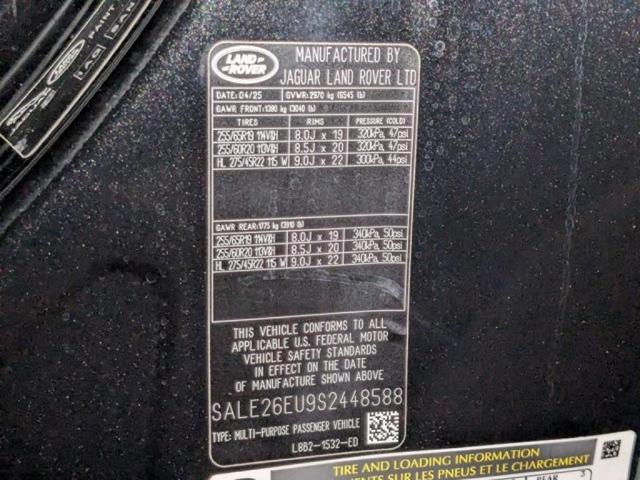 PAINT
LAND
ROVER
MANUFACTURED BY
JAGUAR LAND ROVER LTD
DATE: 04/25 GVWR: 2970 kg (6545 lb)
GAWR FRONT: 1380 kg (3040 lb)
TIRES RIMS PRESSURE (COLD)
255/65R19 114V&H 8.0J x 19 320kPa, 47psi
255/60R20 113V&H 8.5J x 20 320kPa, 47psi
HL 275/45R22 115 W 9.0J x 22 300kPa, 44psi
GAWR REAR: 1775 kg (3910 lb)
255/65R19 114V&H 8.0J x 19 340kPa, 50psi
255/60R20 113V&H 8.5J x 20 340kPa, 50psi
HL 275/45R22 115 W 9.0J x 22 340kPa, 50psi
THIS VEHICLE CONFORMS TO ALL
APPLICABLE U.S. FEDERAL MOTOR
VEHICLE SAFETY STANDARDS
IN EFFECT ON THE DATE OF
MANUFACTURE SHOWN ABOVE
SALE26EU9S2448588
TYPE: MULTI-PURPOSE PASSENGER VEHICLE
L8B2-1532-ED
TIRE AND LOADING INFORMATION
SUR LES PNEUS ET LE CHARGEMENT
REAR